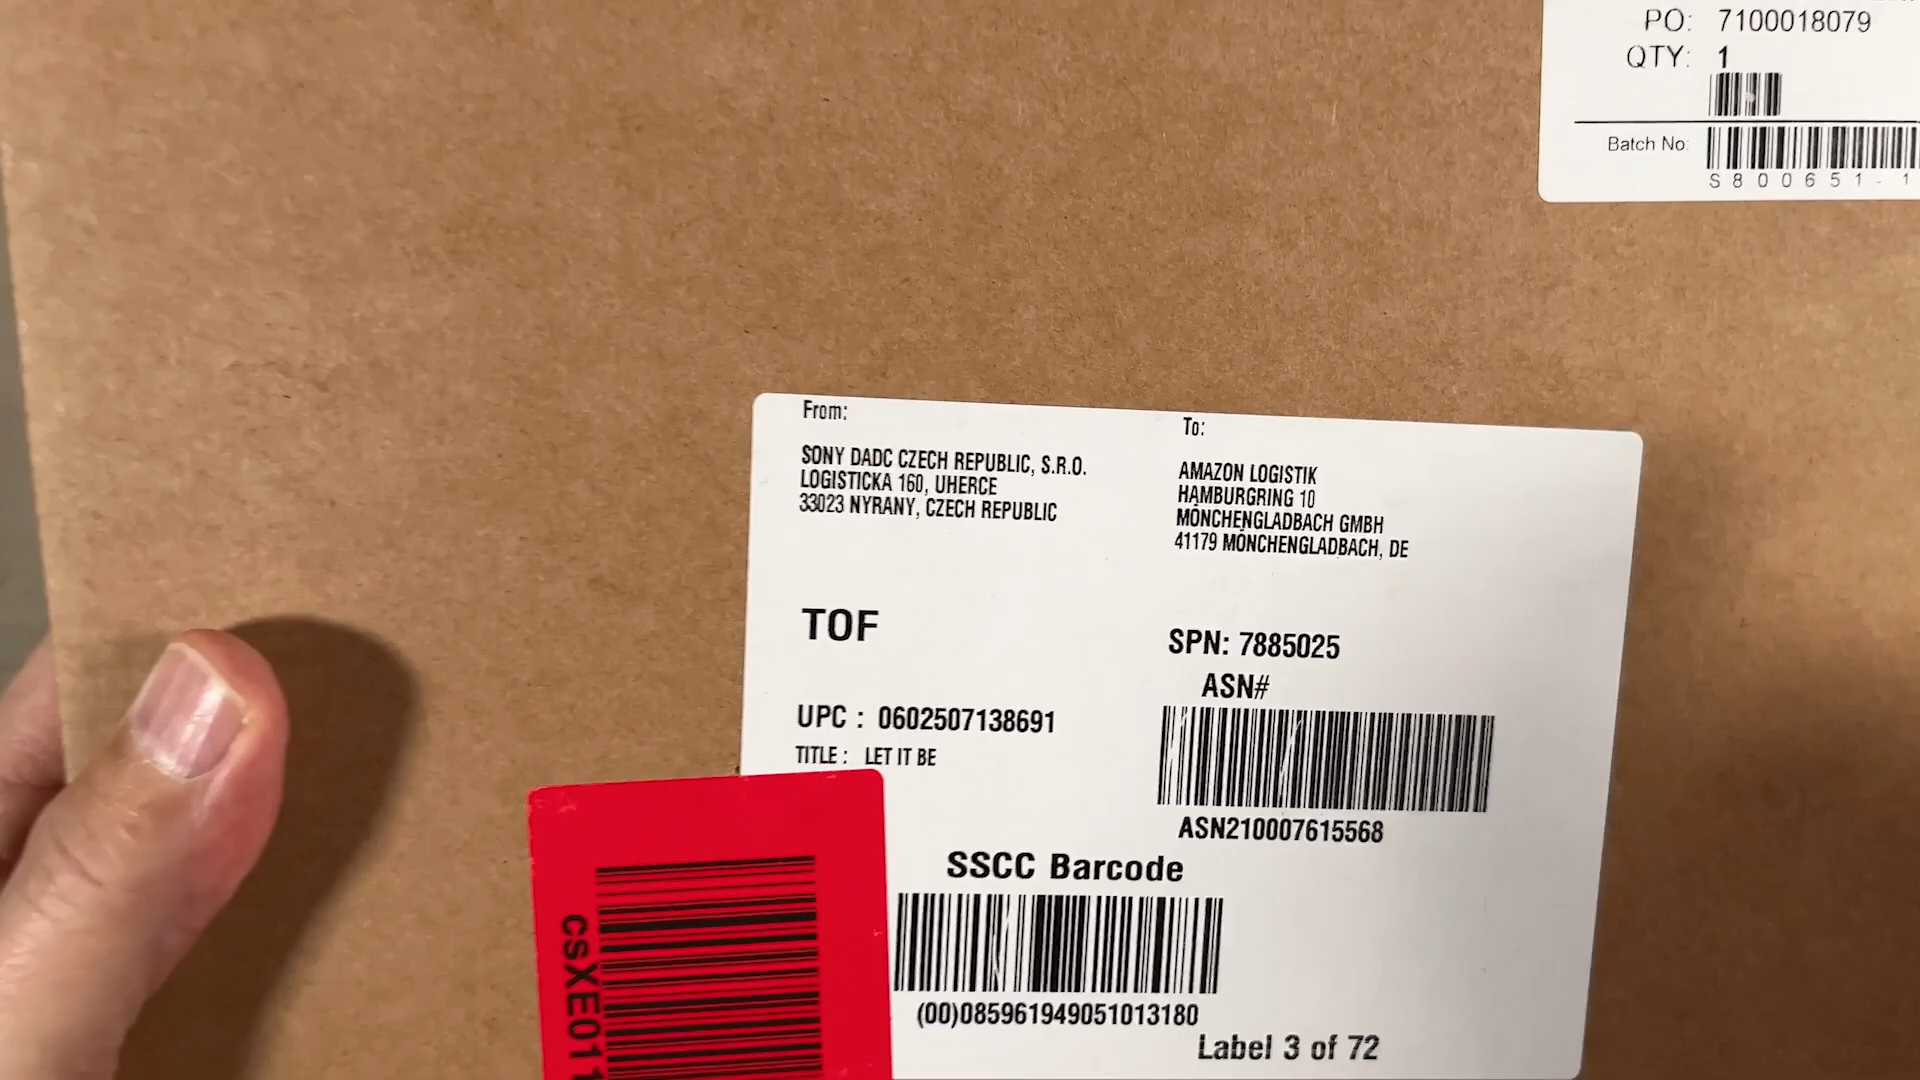 PO: 7100018079
QTY: 1
Batch No:
S800651-1
From:
SONY DADC CZECH REPUBLIC, S.R.O.
LOGISTICKA 160, UHERCE
33023 NYRANY, CZECH REPUBLIC
To:
AMAZON LOGISTIK
HAMBURGRING 10
MÖNCHENGLADBACH GMBH
41179 MÖNCHENGLADBACH, DE
TOF
SPN: 7885025
ASN#
UPC : 0602507138691
TITLE : LET IT BE
ASN210007615568
SSCC Barcode
(00)085961949051013180
Label 3 of 72
csXE011